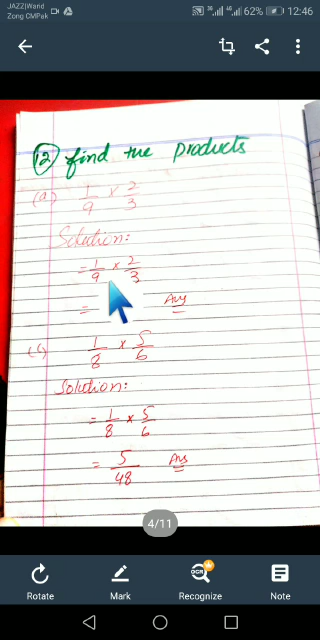 JAZZ|Warid
Zong CMPak
3G 4G 62% 12:46
12 find the products
(a) 1/9 × 2/3
Solution:
= 1/9 × 2/3
= Ans
1/8 × 5/6
Solution:
= 1/8 × 5/6
= 5/48 Ans
4/11
OCR
Rotate Mark Recognize Note